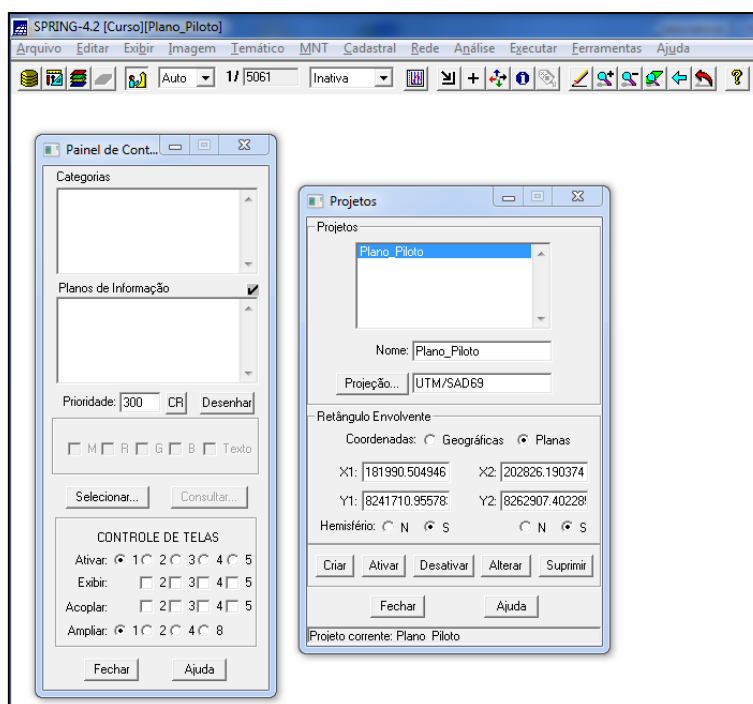 SPRING-4.2 [Curso][Plano_Piloto]
Arquivo Editar Exibir Imagem Temático MNT Cadastral Rede Análise Executar Ferramentas Ajuda
Auto 1/ 5061 Inativa
Painel de Cont...
Categorias
Planos de Informação
Prioridade: 300 CR Desenhar
M R G B Texto
Selecionar... Consultar...
CONTROLE DE TELAS
Ativar: 1 2 3 4 5
Exibir: 2 3 4 5
Acoplar: 2 3 4 5
Ampliar: 1 2 4 8
Fechar Ajuda
Projetos
Projetos
Plano_Piloto
Nome: Plano_Piloto
Projeção... UTM/SAD69
Retângulo Envolvente
Coordenadas: Geográficas Planas
X1: 181990.504946 X2: 202826.190374
Y1: 8241710.95578 Y2: 8262907.40228
Hemisfério: N S N S
Criar Ativar Desativar Alterar Suprimir
Fechar Ajuda
Projeto corrente: Plano Piloto